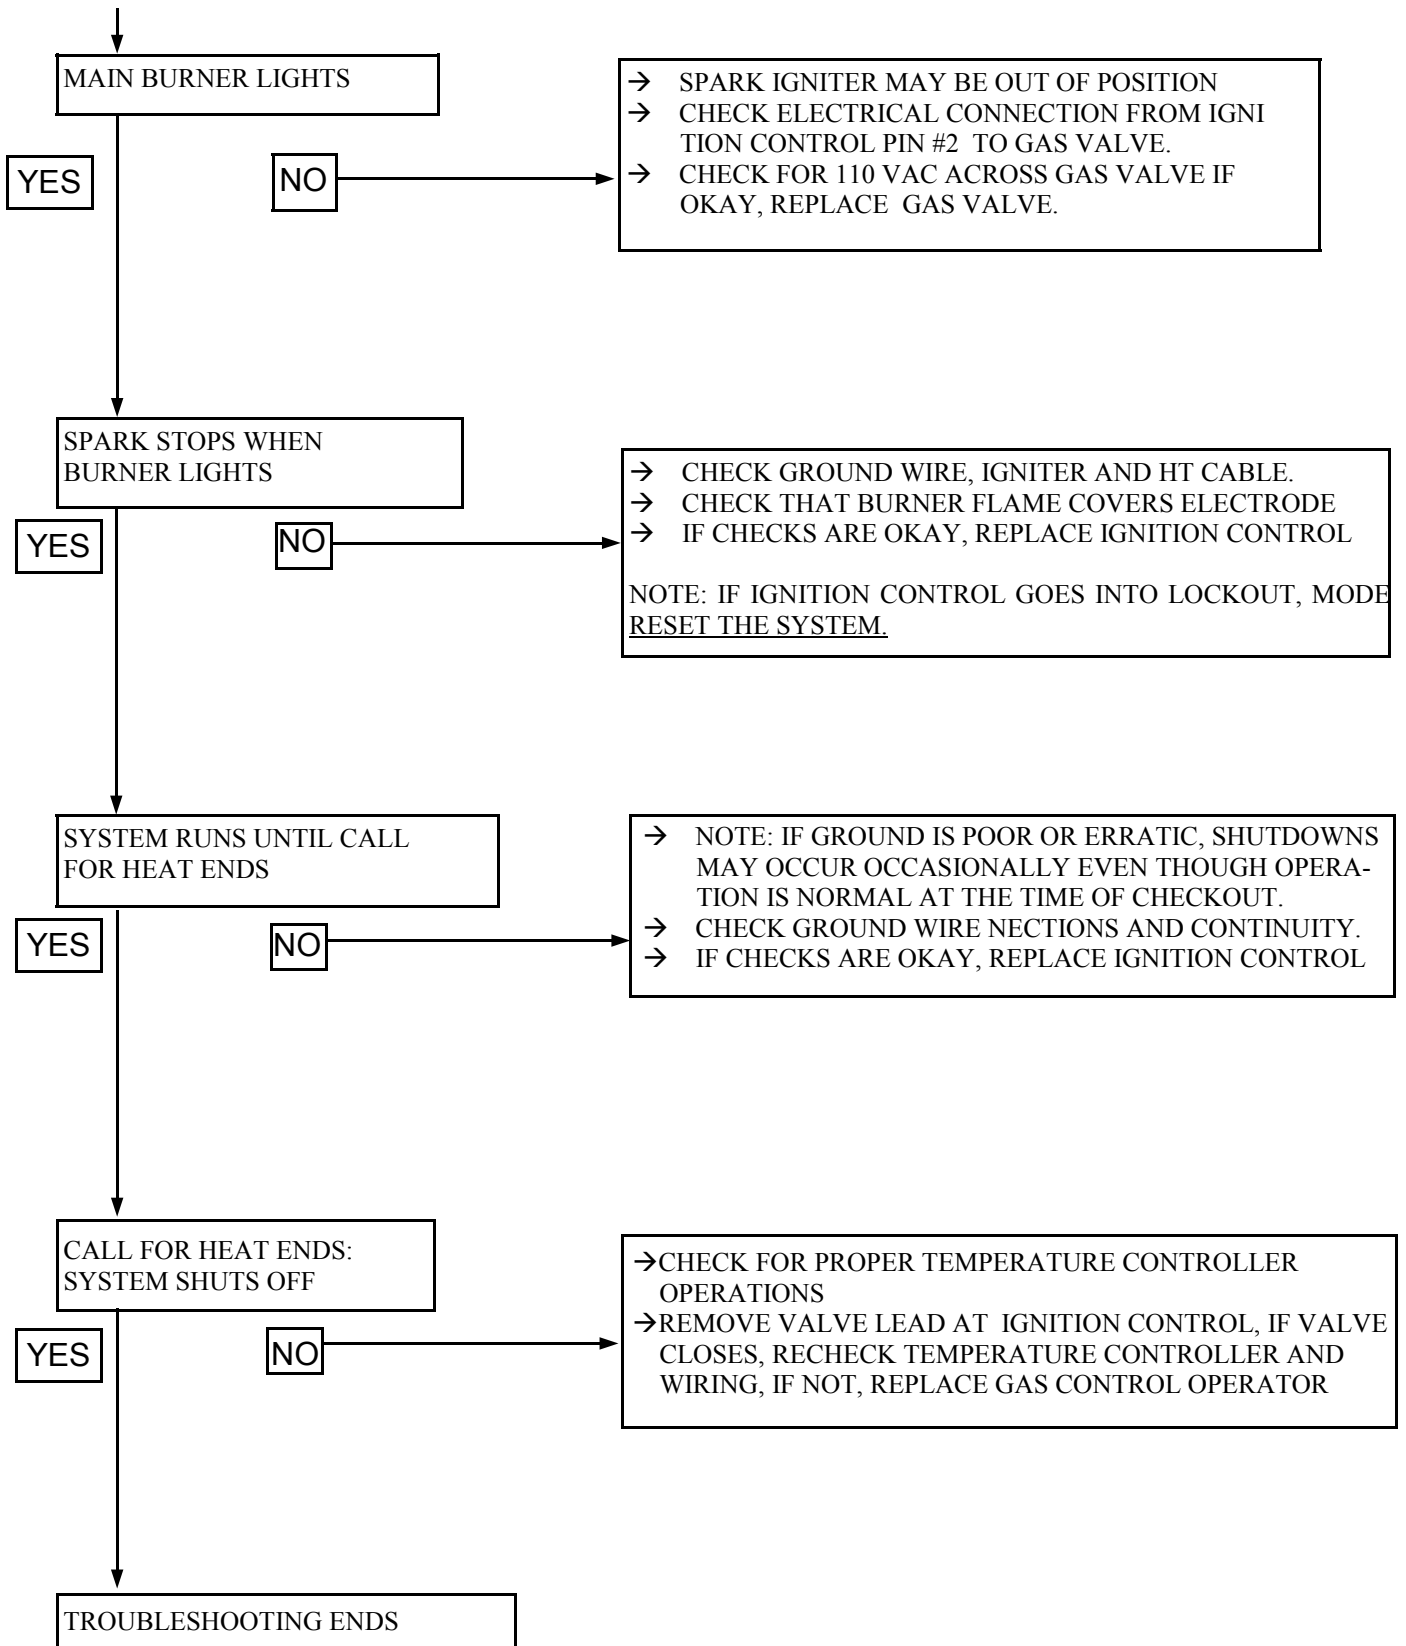 MAIN BURNER LIGHTS
→ SPARK IGNITER MAY BE OUT OF POSITION
→ CHECK ELECTRICAL CONNECTION FROM IGNI
TION CONTROL PIN #2 TO GAS VALVE.
→ CHECK FOR 110 VAC ACROSS GAS VALVE IF
OKAY, REPLACE GAS VALVE.
YES
NO
SPARK STOPS WHEN
BURNER LIGHTS
→ CHECK GROUND WIRE, IGNITER AND HT CABLE.
→ CHECK THAT BURNER FLAME COVERS ELECTRODE
→ IF CHECKS ARE OKAY, REPLACE IGNITION CONTROL
NOTE: IF IGNITION CONTROL GOES INTO LOCKOUT, MODE
RESET THE SYSTEM.
YES
NO
SYSTEM RUNS UNTIL CALL
FOR HEAT ENDS
→ NOTE: IF GROUND IS POOR OR ERRATIC, SHUTDOWNS
MAY OCCUR OCCASIONALLY EVEN THOUGH OPERA-
TION IS NORMAL AT THE TIME OF CHECKOUT.
→ CHECK GROUND WIRE NECTIONS AND CONTINUITY.
→ IF CHECKS ARE OKAY, REPLACE IGNITION CONTROL
YES
NO
CALL FOR HEAT ENDS:
SYSTEM SHUTS OFF
→CHECK FOR PROPER TEMPERATURE CONTROLLER
OPERATIONS
→REMOVE VALVE LEAD AT IGNITION CONTROL, IF VALVE
CLOSES, RECHECK TEMPERATURE CONTROLLER AND
WIRING, IF NOT, REPLACE GAS CONTROL OPERATOR
YES
NO
TROUBLESHOOTING ENDS